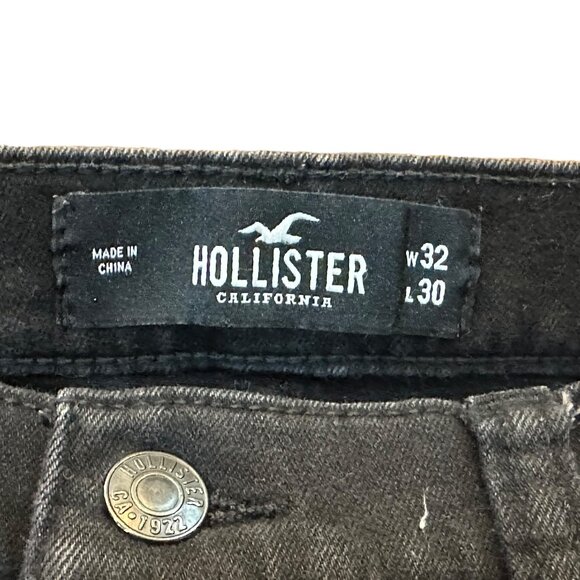 MADE IN
CHINA
HOLLISTER
CALIFORNIA
W32
L30
HOLLISTER
CA • 1922